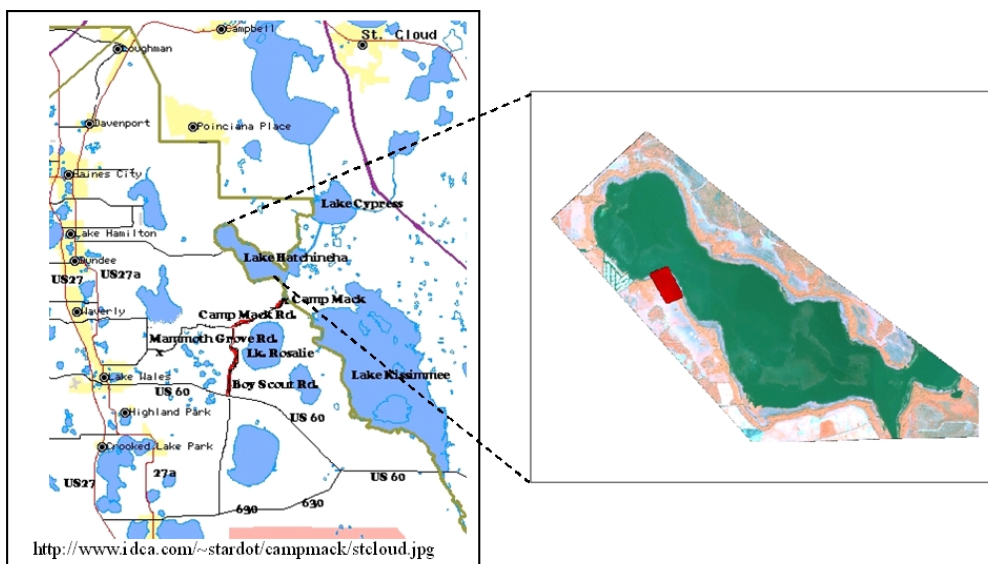 Campbell
St. Cloud
Loughman
Davenport
Poinciana Place
Haines City
Lake Cypress
Lake Hamilton
Lake Hatchineha
Dundee
US27a
US27
Camp Mack
Waverly
Camp Mack Rd.
Mammoth Grove Rd.
x
Lk. Rosalie
Lake Kissimmee
Lake Wales
US 60
Boy Scout Rd.
Highland Park
US 60
Crooked Lake Park
27a
US 60
US27
630
630
http://www.idca.com/~stardot/campmack/stcloud.jpg